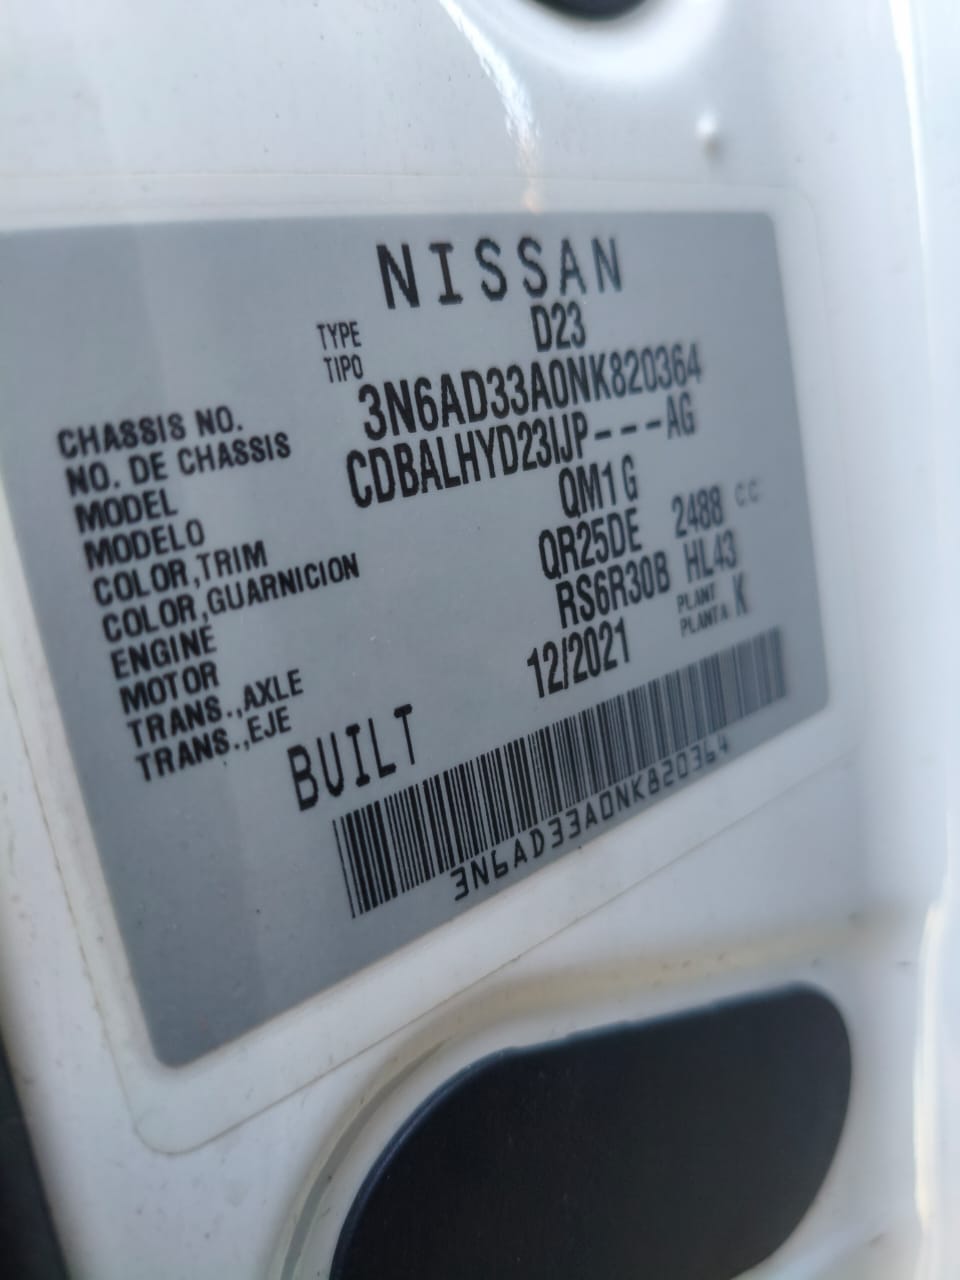 NISSAN
TYPE D23
TIPO
CHASSIS NO. 3N6AD33A0NK820364
NO. DE CHASSIS
MODEL CDBALHYD23IJP---AG
MODELO
COLOR,TRIM QM1 G
COLOR,GUARNICION
ENGINE QR25DE 2488 CC
MOTOR
TRANS.,AXLE RS6R30B HL43
TRANS.,EJE
PLANT K
PLANTA
BUILT 12/2021
3N6AD33A0NK820364